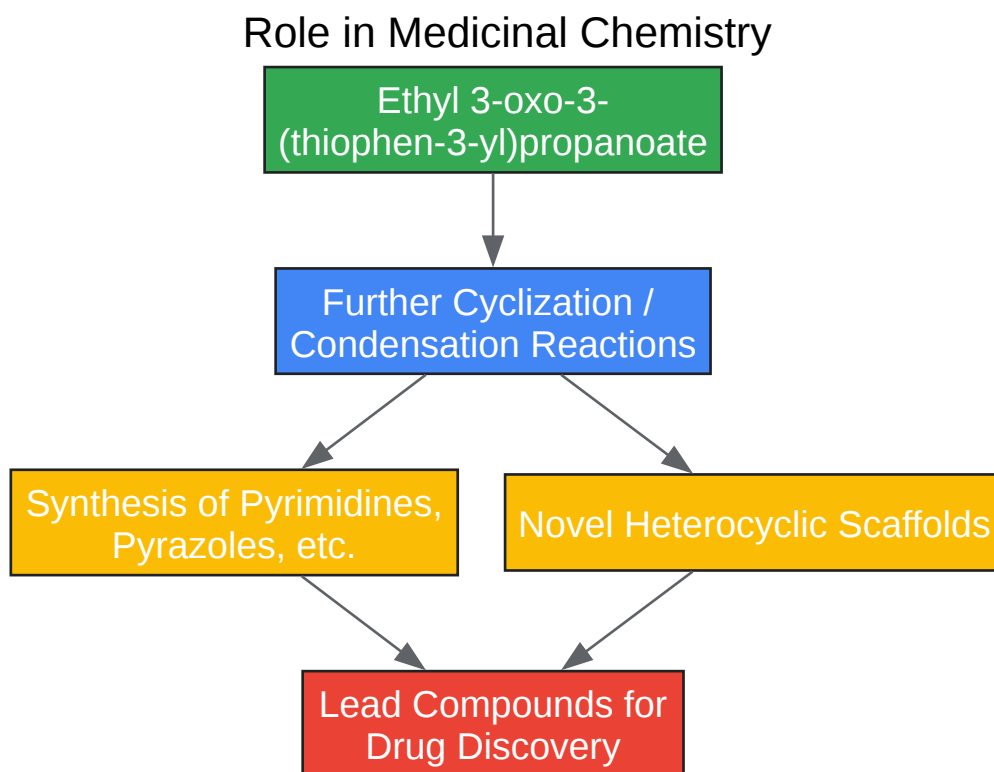 Role in Medicinal Chemistry
Ethyl 3-oxo-3-
(thiophen-3-yl)propanoate
Further Cyclization /
Condensation Reactions
Synthesis of Pyrimidines,
Pyrazoles, etc.
Novel Heterocyclic Scaffolds
Lead Compounds for
Drug Discovery